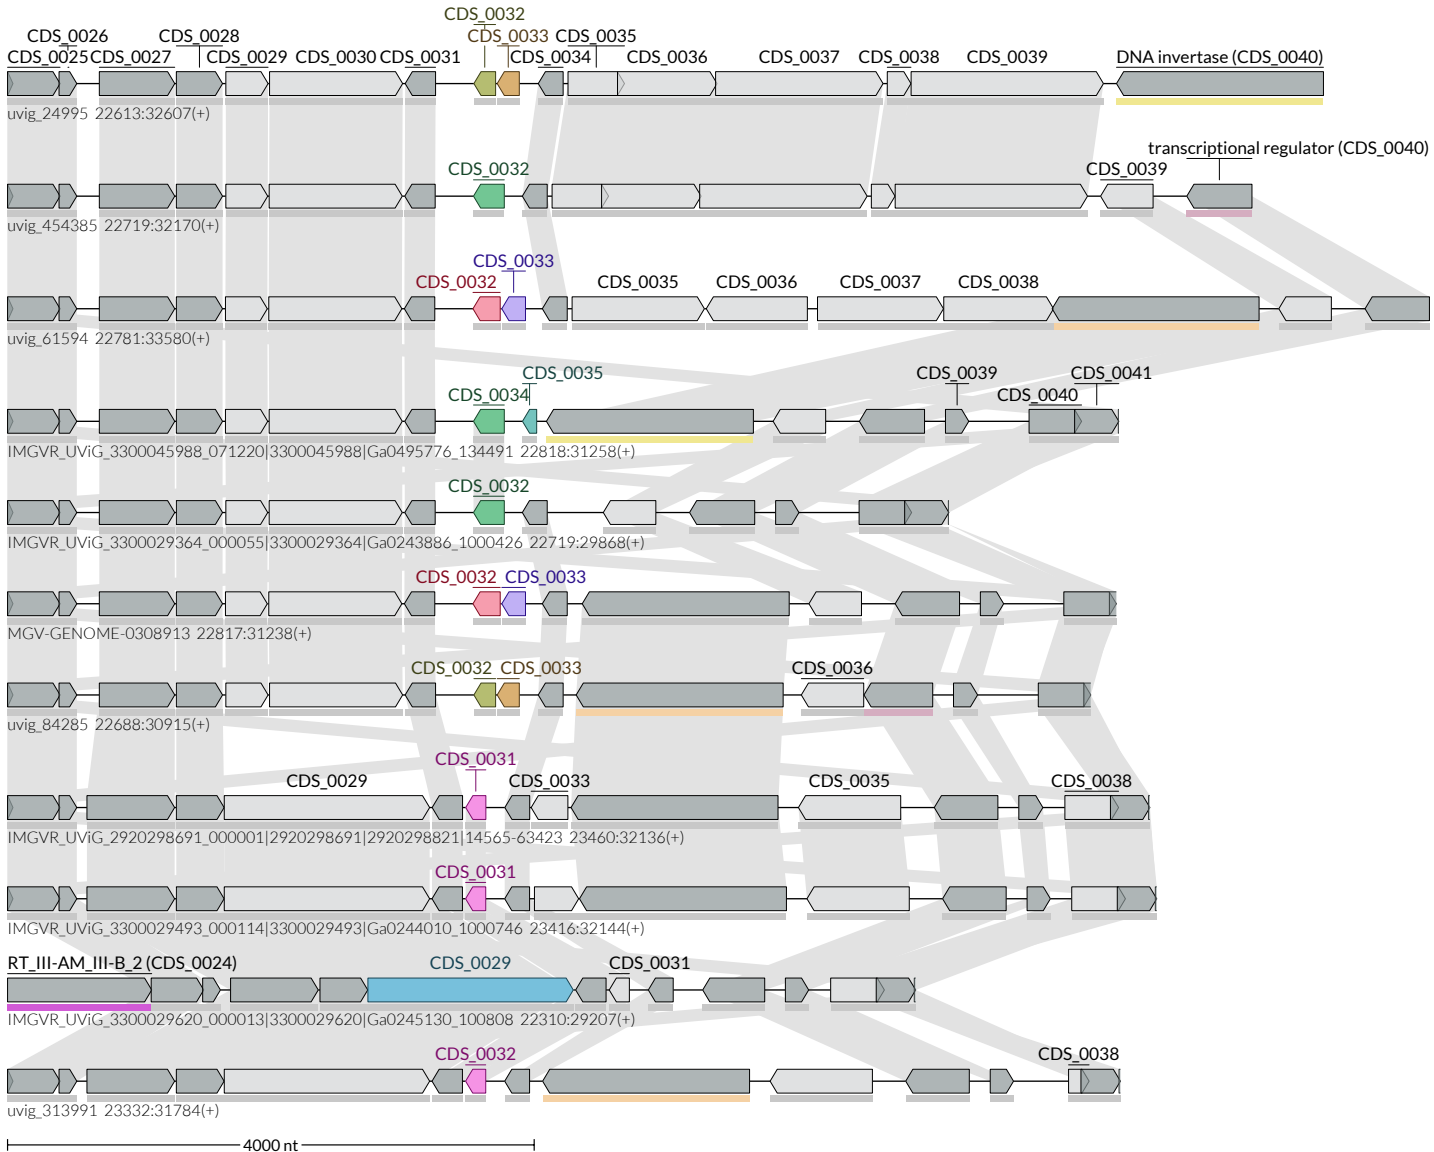 CDS_0032
CDS_0026 CDS_0028 CDS_0033 CDS_0035
CDS_0025 CDS_0027 CDS_0029 CDS_0030 CDS_0031 CDS_0034 CDS_0036 CDS_0037 CDS_0038 CDS_0039 DNA invertase (CDS_0040)
uvig_24995 22613:32607(+)
transcriptional regulator (CDS_0040)
CDS_0032 CDS_0039
uvig_454385 22719:32170(+)
CDS_0033
CDS_0032 CDS_0035 CDS_0036 CDS_0037 CDS_0038
uvig_61594 22781:33580(+)
CDS_0035 CDS_0039 CDS_0041
CDS_0034 CDS_0040
IMGVR_UViG_3300045988_071220|3300045988|Ga0495776_134491 22818:31258(+)
CDS_0032
IMGVR_UViG_3300029364_000055|3300029364|Ga0243886_1000426 22719:29868(+)
CDS_0032 CDS_0033
MGV-GENOME-0308913 22817:31238(+)
CDS_0032 CDS_0033 CDS_0036
uvig_84285 22688:30915(+)
CDS_0031
CDS_0029 CDS_0033 CDS_0035 CDS_0038
IMGVR_UViG_2920298691_000001|2920298691|2920298821|14565-63423 23460:32136(+)
CDS_0031
IMGVR_UViG_3300029493_000114|3300029493|Ga0244010_1000746 23416:32144(+)
RT_III-AM_III-B_2 (CDS_0024) CDS_0029 CDS_0031
IMGVR_UViG_3300029620_000013|3300029620|Ga0245130_100808 22310:29207(+)
CDS_0032 CDS_0038
uvig_313991 23332:31784(+)
4000 nt